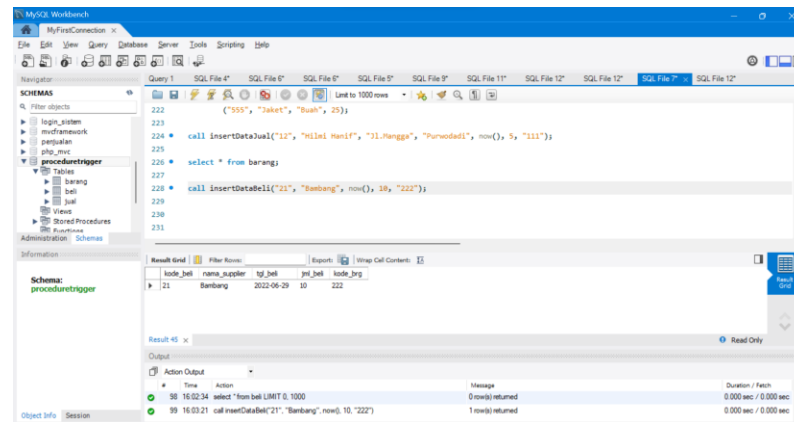 MySQL Workbench
MyFirstConnection ×
File Edit View Query Database Server Tools Scripting Help
Navigator
SCHEMAS
Filter objects
login_sistem
mvcframework
penjualan
php_mvc
proceduretrigger
Tables
barang
beli
jual
Views
Stored Procedures
Functions
Administration Schemas
Information
Schema:
proceduretrigger
Object Info Session
Query 1 SQL File 4* SQL File 6* SQL File 6* SQL File 5* SQL File 9* SQL File 11* SQL File 12* SQL File 12* SQL File 7* × SQL File 12*
Limit to 1000 rows
222 ("555", "Jaket", "Buah", 25);
223
224 call insertDataJual("12", "Hilmi Hanif", "Jl.Mangga", "Purwodadi", now(), 5, "111");
225
226 select * from barang;
227
228 call insertDataBeli("21", "Bambang", now(), 10, "222");
229
230
231
Result Grid Filter Rows: Export: Wrap Cell Content:
kode_beli nama_supplier tgl_beli jml_beli kode_brg
21 Bambang 2022-06-29 10 222
Result Grid
Result 45 × Read Only
Output
Action Output
# Time Action Message Duration / Fetch
98 16:02:34 select * from beli LIMIT 0, 1000 0 row(s) returned 0.000 sec / 0.000 sec
99 16:03:21 call insertDataBeli("21", "Bambang", now(), 10, "222") 1 row(s) returned 0.000 sec / 0.000 sec